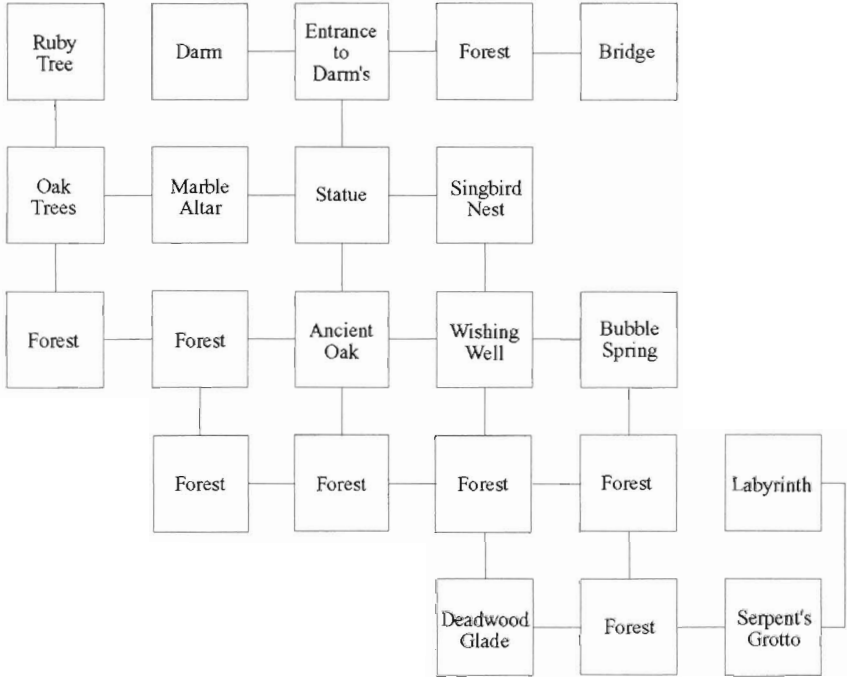 Ruby
Tree
Darm
Entrance
to
Darm's
Forest
Bridge
Oak
Trees
Marble
Altar
Statue
Singbird
Nest
Forest
Forest
Ancient
Oak
Wishing
Well
Bubble
Spring
Forest
Forest
Forest
Forest
Labyrinth
Deadwood
Glade
Forest
Serpent's
Grotto